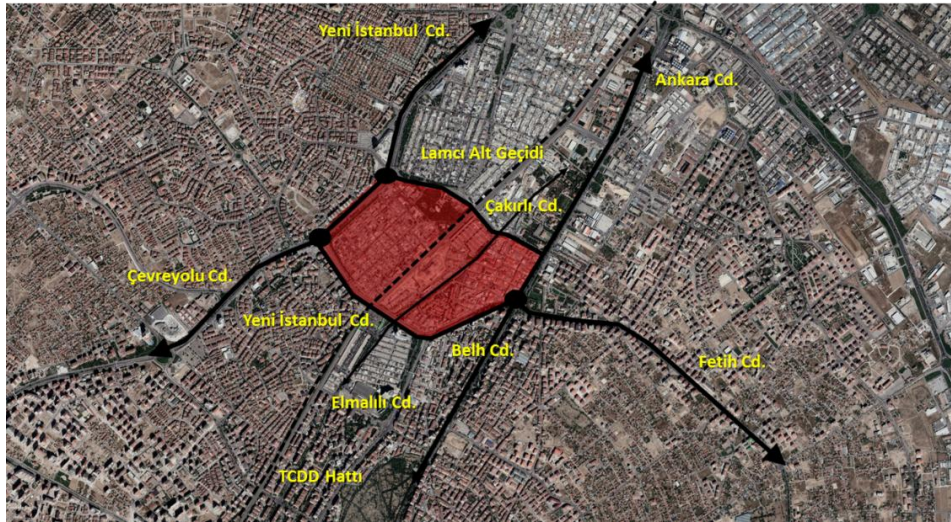 Yeni İstanbul Cd.
Ankara Cd.
Lamcı Alt Geçidi
Çakırlı Cd.
Çevreyolu Cd.
Yeni İstanbul Cd.
Belh Cd.
Fetih Cd.
Elmalılı Cd.
TCDD Hattı